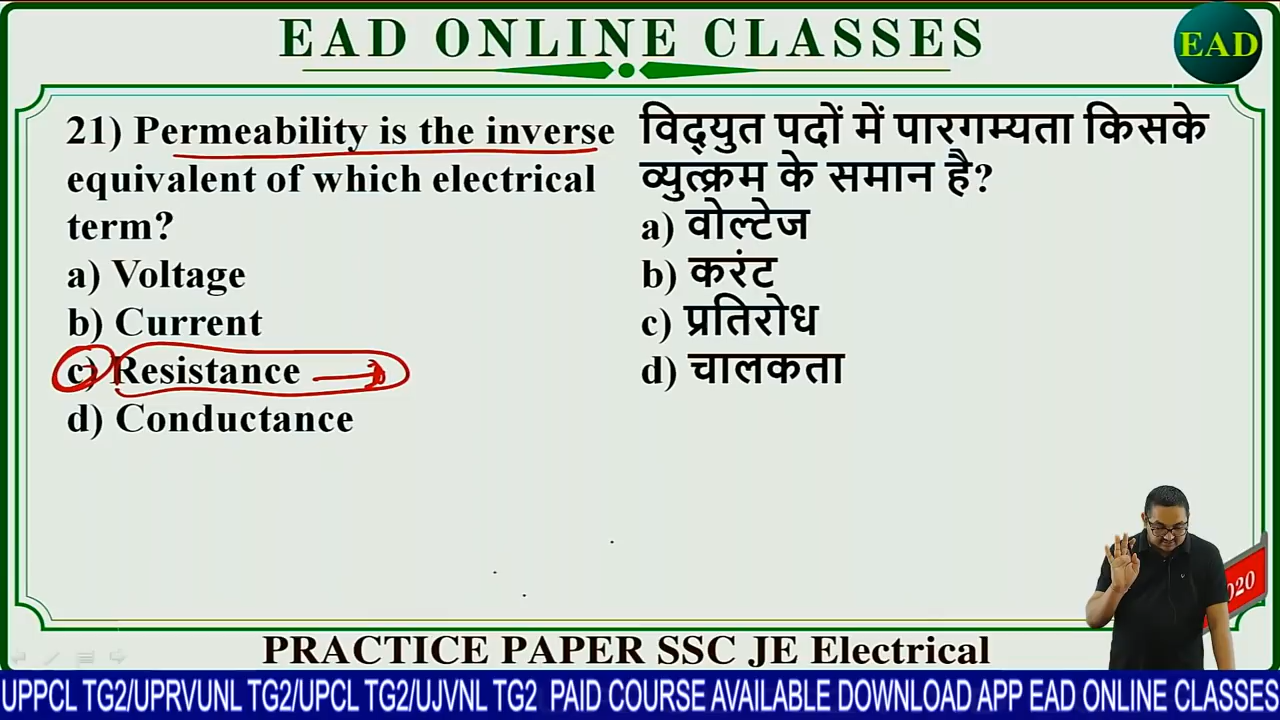 EAD ONLINE CLASSES
EAD
21) Permeability is the inverse
equivalent of which electrical
term?
a) Voltage
b) Current
c) Resistance
d) Conductance
विद्युत पदों में पारगम्यता किसके
व्युत्क्रम के समान है?
a) वोल्टेज
b) करंट
c) प्रतिरोध
d) चालकता
020
PRACTICE PAPER SSC JE Electrical
UPPCL TG2/UPRVUNL TG2/UPCL TG2/UJVNL TG2 PAID COURSE AVAILABLE DOWNLOAD APP EAD ONLINE CLASSES